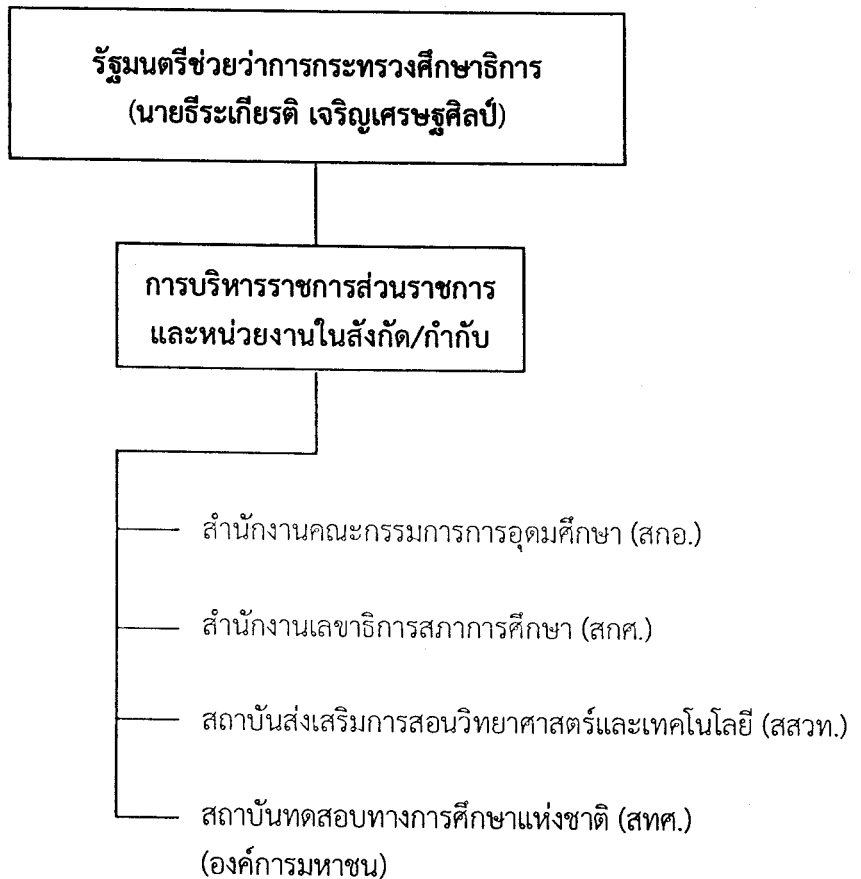 รัฐมนตรีช่วยว่าการกระทรวงศึกษาธิการ
(นายธีระเกียรติ เจริญเศรษฐศิลป์)
การบริหารราชการส่วนราชการ
และหน่วยงานในสังกัด/กำกับ
สำนักงานคณะกรรมการการอุดมศึกษา (สกอ.)
สำนักงานเลขาธิการสภาการศึกษา (สกศ.)
สถาบันส่งเสริมการสอนวิทยาศาสตร์และเทคโนโลยี (สสวท.)
สถาบันทดสอบทางการศึกษาแห่งชาติ (สทศ.)
(องค์การมหาชน)